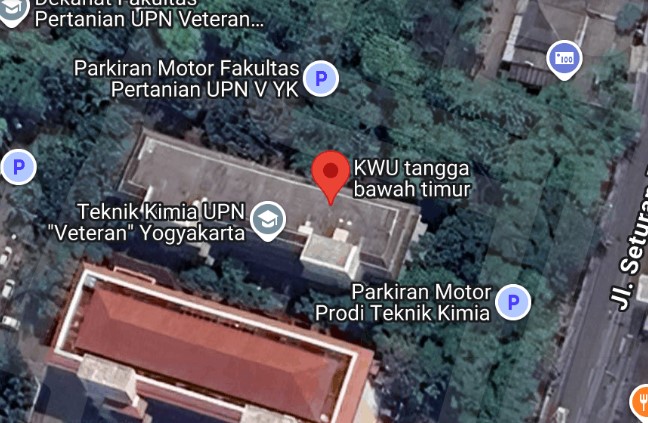 Dekanat Fakultas
Pertanian UPN Veteran...
100
Parkiran Motor Fakultas
Pertanian UPN V YK
P
P
KWU tangga
bawah timur
Teknik Kimia UPN
"Veteran" Yogyakarta
Parkiran Motor
Prodi Teknik Kimia
P
Jl. Seturan